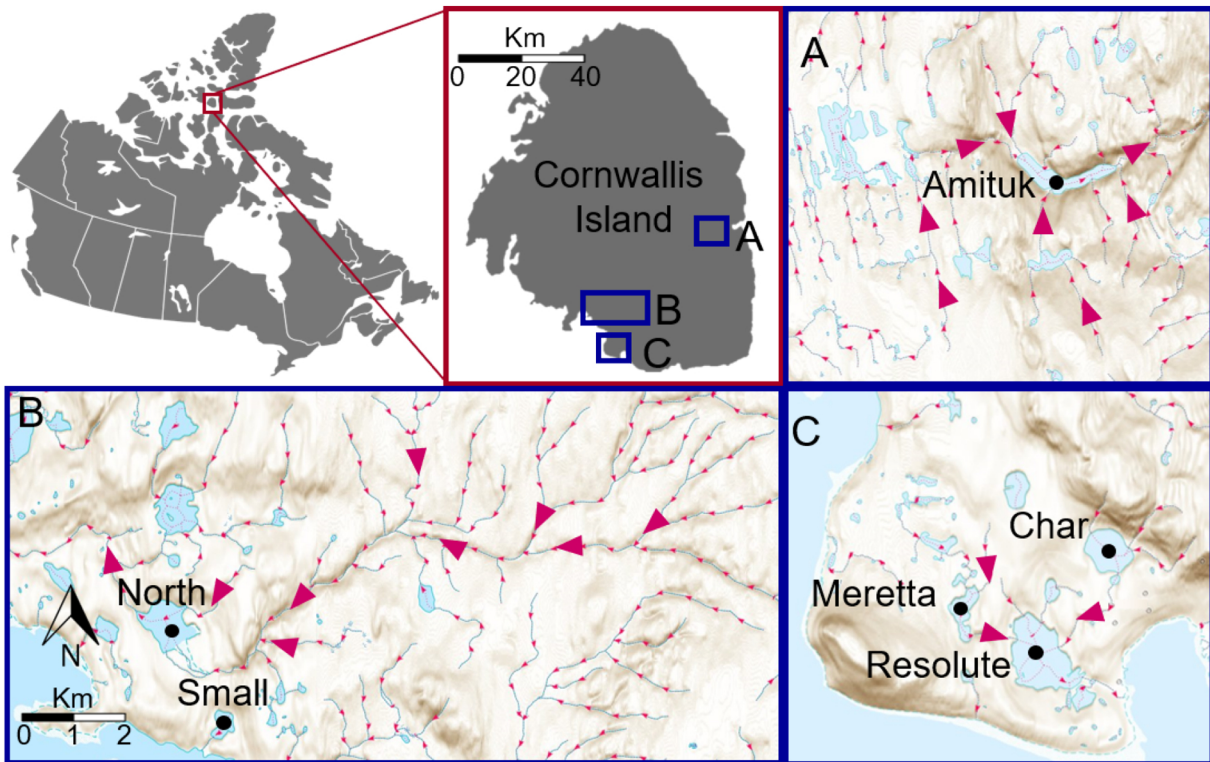 Km
0 20 40
Cornwallis
Island
A
B
C
A
Amituk
B
North
N
Small
Km
0 1 2
C
Char
Meretta
Resolute